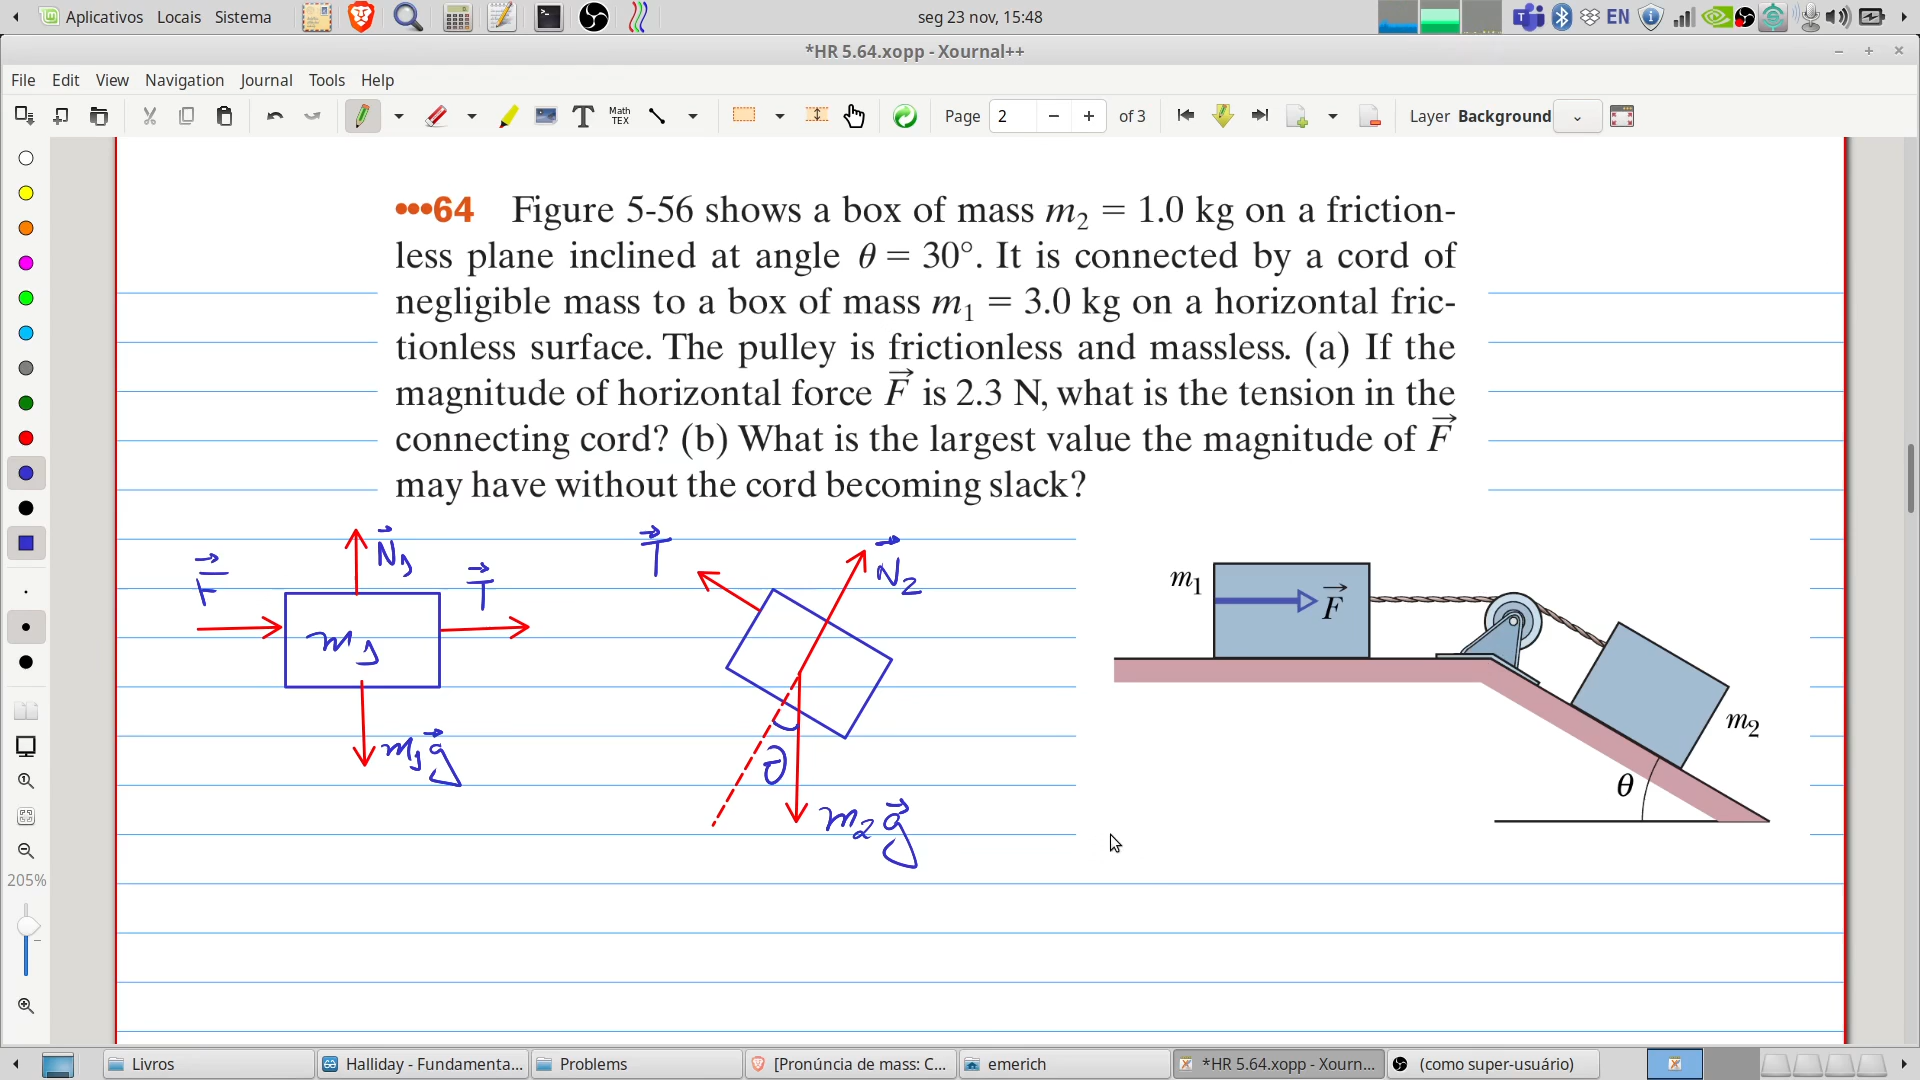 Aplicativos Locais Sistema
seg 23 nov, 15:48
EN
*HR 5.64.xopp - Xournal++
File Edit View Navigation Journal Tools Help
T Math TEX
Page 2 of 3
Layer Background
•••64 Figure 5-56 shows a box of mass m₂ = 1.0 kg on a friction-
less plane inclined at angle θ = 30°. It is connected by a cord of
negligible mass to a box of mass m₁ = 3.0 kg on a horizontal fric-
tionless surface. The pulley is frictionless and massless. (a) If the
magnitude of horizontal force F⃗ is 2.3 N, what is the tension in the
connecting cord? (b) What is the largest value the magnitude of F⃗
may have without the cord becoming slack?
F⃗ N⃗₁ T⃗
m₁
m₁g⃗
T⃗ N⃗₂
θ
m₂g⃗
m₁ F⃗
m₂
θ
205%
Livros
Halliday - Fundamenta...
Problems
[Pronúncia de mass: C...
emerich
*HR 5.64.xopp - Xourn...
(como super-usuário)